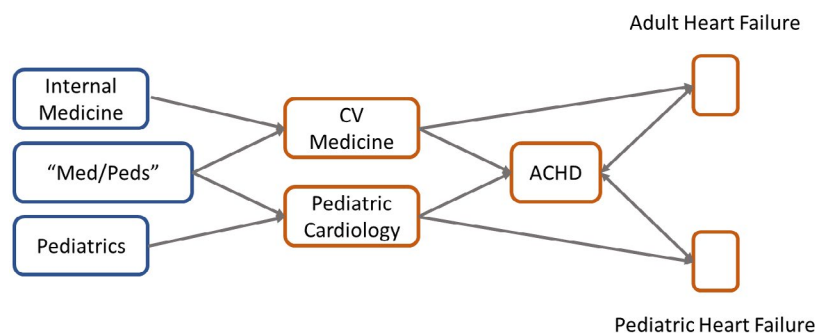 Adult Heart Failure
Internal
Medicine
CV
Medicine
“Med/Peds”
ACHD
Pediatric
Cardiology
Pediatrics
Pediatric Heart Failure